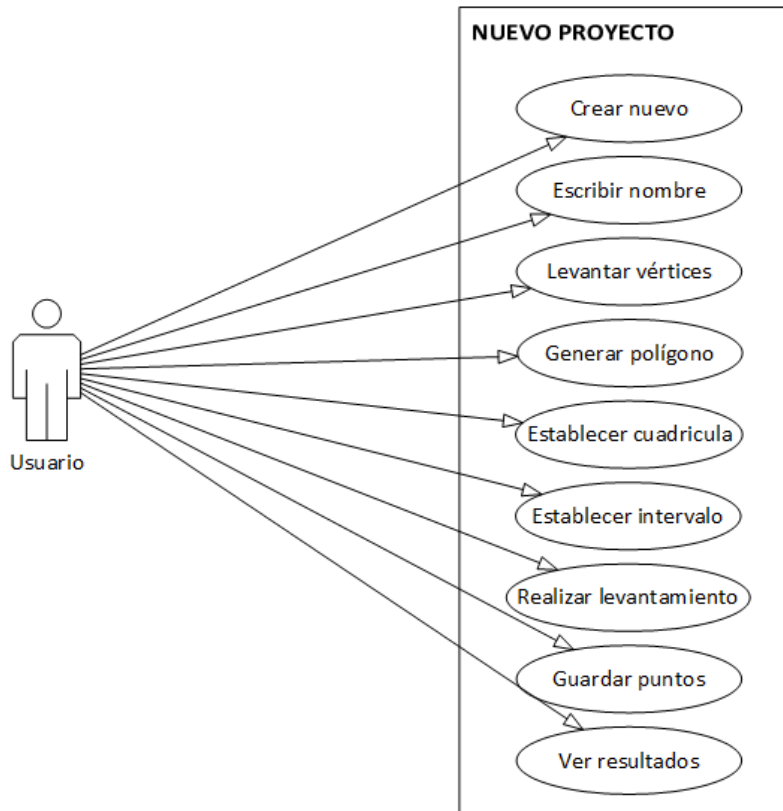 NUEVO PROYECTO
Crear nuevo
Escribir nombre
Levantar vértices
Generar polígono
Establecer cuadricula
Establecer intervalo
Realizar levantamiento
Guardar puntos
Ver resultados
Usuario